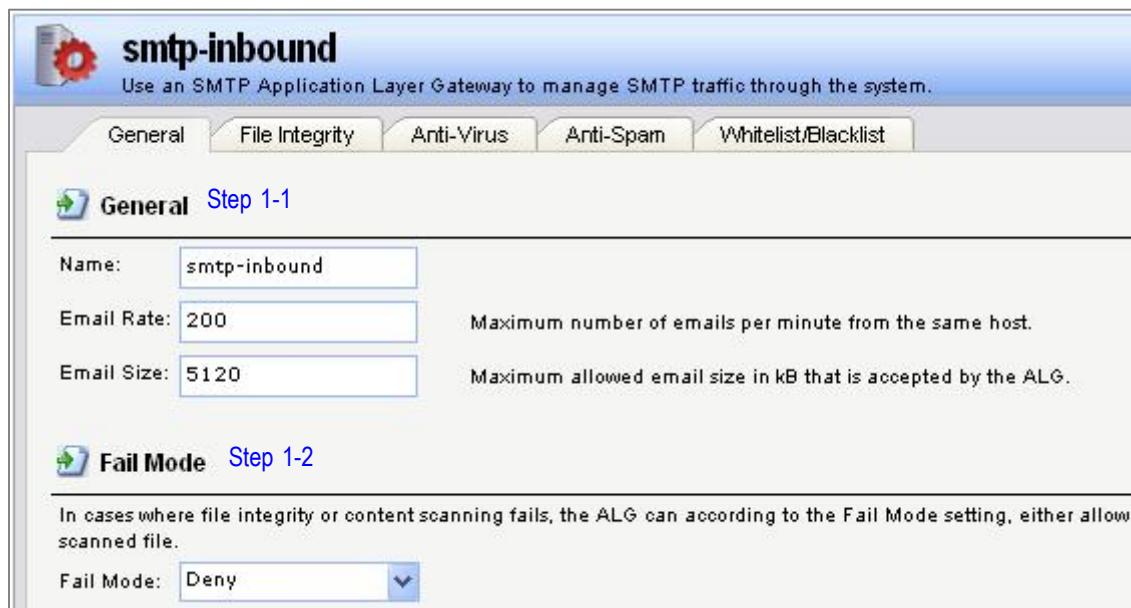 smtp-inbound
Use an SMTP Application Layer Gateway to manage SMTP traffic through the system.
General File Integrity Anti-Virus Anti-Spam Whitelist/Blacklist
General Step 1-1
Name: smtp-inbound
Email Rate: 200 Maximum number of emails per minute from the same host.
Email Size: 5120 Maximum allowed email size in kB that is accepted by the ALG.
Fail Mode Step 1-2
In cases where file integrity or content scanning fails, the ALG can according to the Fail Mode setting, either allow
scanned file.
Fail Mode: Deny